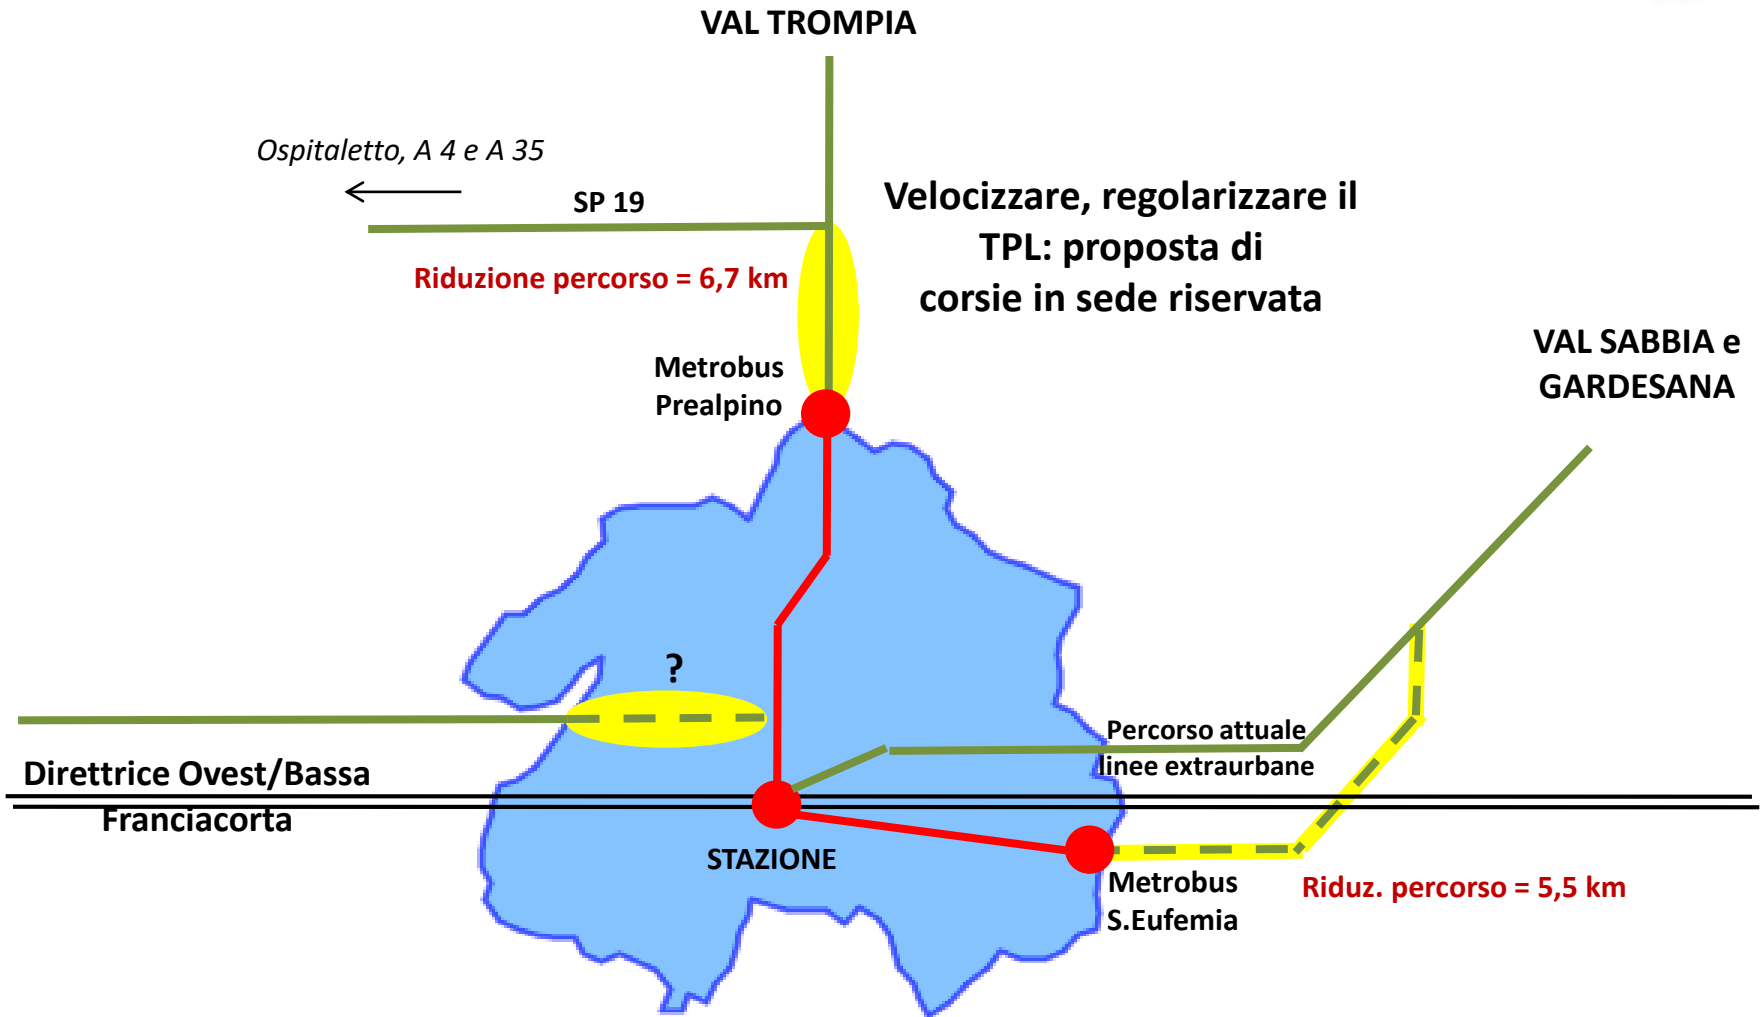 VAL TROMPIA
Ospitaletto, A 4 e A 35
SP 19
Velocizzare, regolarizzare il
TPL: proposta di
corsie in sede riservata
Riduzione percorso = 6,7 km
VAL SABBIA e
GARDESANA
Metrobus
Prealpino
?
Percorso attuale
linee extraurbane
Direttrice Ovest/Bassa
Franciacorta
STAZIONE
Metrobus
S.Eufemia
Riduz. percorso = 5,5 km